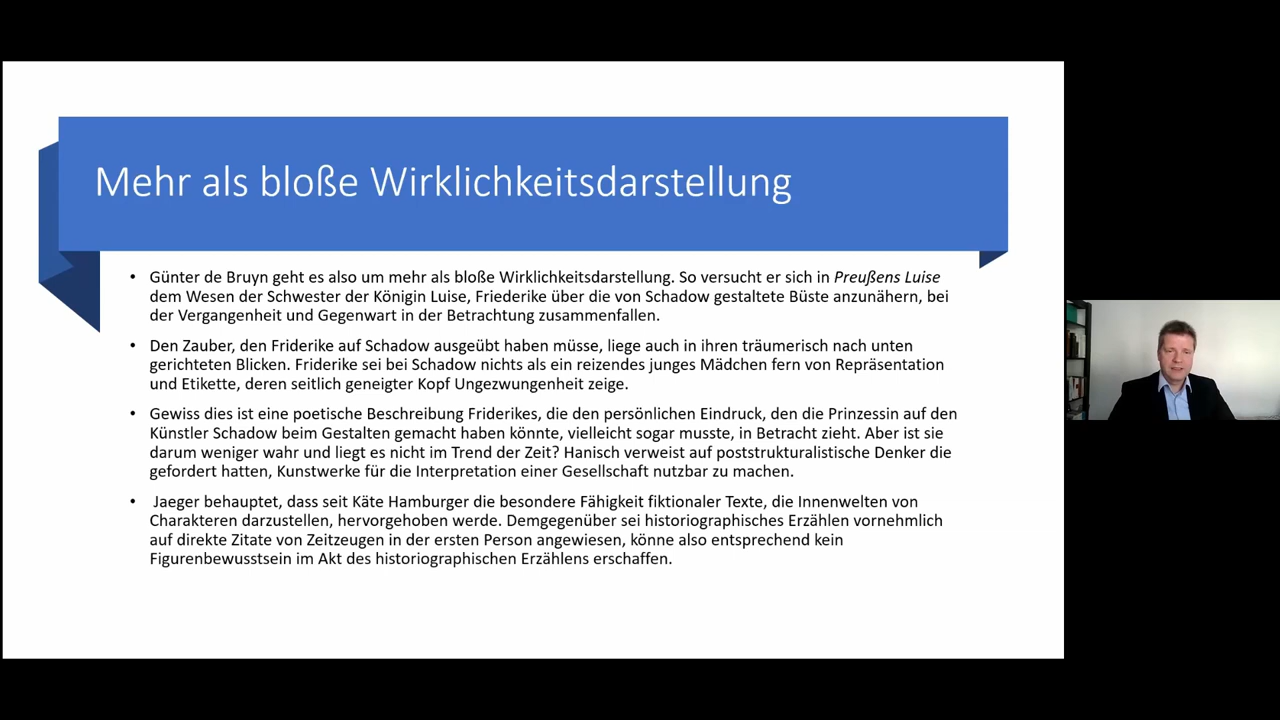 Mehr als bloße Wirklichkeitsdarstellung
• Günter de Bruyn geht es also um mehr als bloße Wirklichkeitsdarstellung. So versucht er sich in Preußens Luise
dem Wesen der Schwester der Königin Luise, Friederike über die von Schadow gestaltete Büste anzunähern, bei
der Vergangenheit und Gegenwart in der Betrachtung zusammenfallen.
• Den Zauber, den Friderike auf Schadow ausgeübt haben müsse, liege auch in ihren träumerisch nach unten
gerichteten Blicken. Friderike sei bei Schadow nichts als ein reizendes junges Mädchen fern von Repräsentation
und Etikette, deren seitlich geneigter Kopf Ungezwungenheit zeige.
• Gewiss dies ist eine poetische Beschreibung Friderikes, die den persönlichen Eindruck, den die Prinzessin auf den
Künstler Schadow beim Gestalten gemacht haben könnte, vielleicht sogar musste, in Betracht zieht. Aber ist sie
darum weniger wahr und liegt es nicht im Trend der Zeit? Hanisch verweist auf poststrukturalistische Denker die
gefordert hatten, Kunstwerke für die Interpretation einer Gesellschaft nutzbar zu machen.
• Jaeger behauptet, dass seit Käte Hamburger die besondere Fähigkeit fiktionaler Texte, die Innenwelten von
Charakteren darzustellen, hervorgehoben werde. Demgegenüber sei historiographisches Erzählen vornehmlich
auf direkte Zitate von Zeitzeugen in der ersten Person angewiesen, könne also entsprechend kein
Figurenbewusstsein im Akt des historiographischen Erzählens erschaffen.